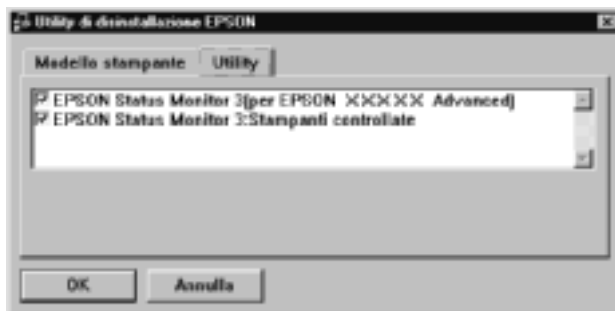 Utility di disinstallazione EPSON
Modello stampante Utility
EPSON Status Monitor 3(per EPSON XXXXX Advanced)
EPSON Status Monitor 3:Stampanti controllate
OK Annulla